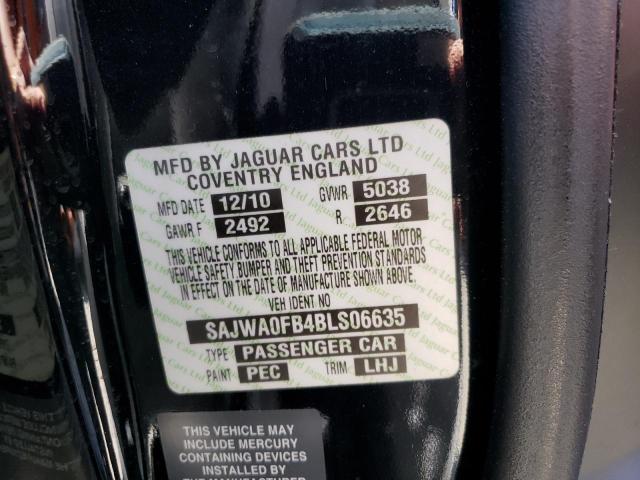 MFD BY JAGUAR CARS LTD
COVENTRY ENGLAND
MFD DATE 12/10 GVWR 5038
GAWR F 2492 R 2646
THIS VEHICLE CONFORMS TO ALL APPLICABLE FEDERAL MOTOR
VEHICLE SAFETY BUMPER AND THEFT PREVENTION STANDARDS
IN EFFECT ON THE DATE OF MANUFACTURE SHOWN ABOVE.
VEH IDENT NO
SAJWA0FB4BLS06635
TYPE PASSENGER CAR
PAINT PEC TRIM LHJ
THIS VEHICLE MAY
INCLUDE MERCURY
CONTAINING DEVICES
INSTALLED BY
THE MANUFACTURER